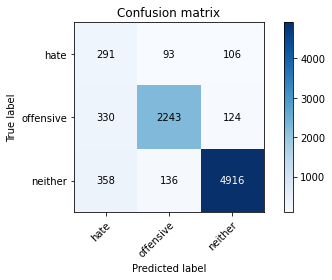 Confusion matrix
hate 291 93 106
offensive 330 2243 124
neither 358 136 4916
True label
hate offensive neither
Predicted label
4000
3000
2000
1000